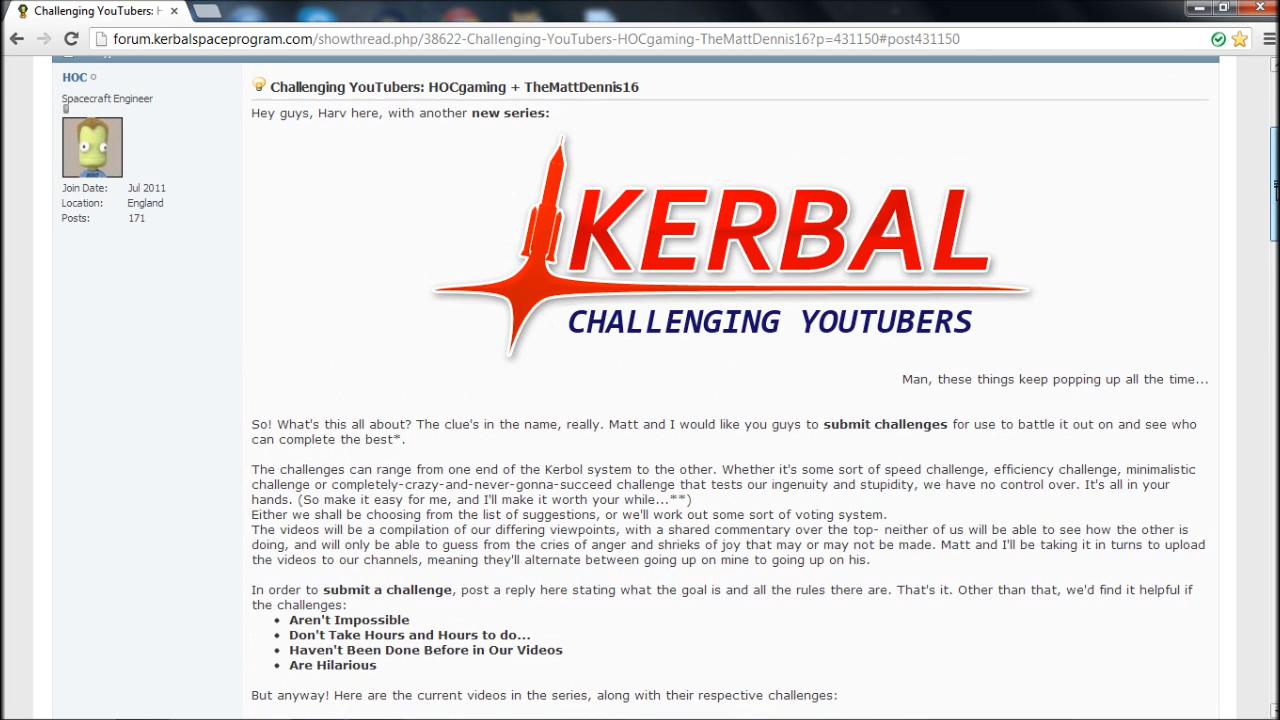 Challenging YouTubers: H
forum.kerbalspaceprogram.com/showthread.php/38622-Challenging-YouTubers-HOCgaming-TheMattDennis16?p=431150#post431150
HOC
Spacecraft Engineer
Join Date: Jul 2011
Location: England
Posts: 171
Challenging YouTubers: HOCgaming + TheMattDennis16
Hey guys, Harv here, with another new series:
KERBAL
CHALLENGING YOUTUBERS
Man, these things keep popping up all the time...
So! What's this all about? The clue's in the name, really. Matt and I would like you guys to submit challenges for use to battle it out on and see who
can complete the best*.
The challenges can range from one end of the Kerbol system to the other. Whether it's some sort of speed challenge, efficiency challenge, minimalistic
challenge or completely-crazy-and-never-gonna-succeed challenge that tests our ingenuity and stupidity, we have no control over. It's all in your
hands. (So make it easy for me, and I'll make it worth your while...**)
Either we shall be choosing from the list of suggestions, or we'll work out some sort of voting system.
The videos will be a compilation of our differing viewpoints, with a shared commentary over the top- neither of us will be able to see how the other is
doing, and will only be able to guess from the cries of anger and shrieks of joy that may or may not be made. Matt and I'll be taking it in turns to upload
the videos to our channels, meaning they'll alternate between going up on mine to going up on his.
In order to submit a challenge, post a reply here stating what the goal is and all the rules there are. That's it. Other than that, we'd find it helpful if
the challenges:
• Aren't Impossible
• Don't Take Hours and Hours to do...
• Haven't Been Done Before in Our Videos
• Are Hilarious
But anyway! Here are the current videos in the series, along with their respective challenges: